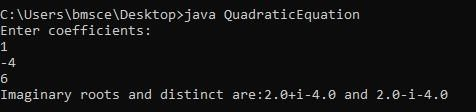 C:\Users\bmsce\Desktop>java QuadraticEquation
Enter coefficients:
1
-4
6
Imaginary roots and distinct are:2.0+i-4.0 and 2.0-i-4.0